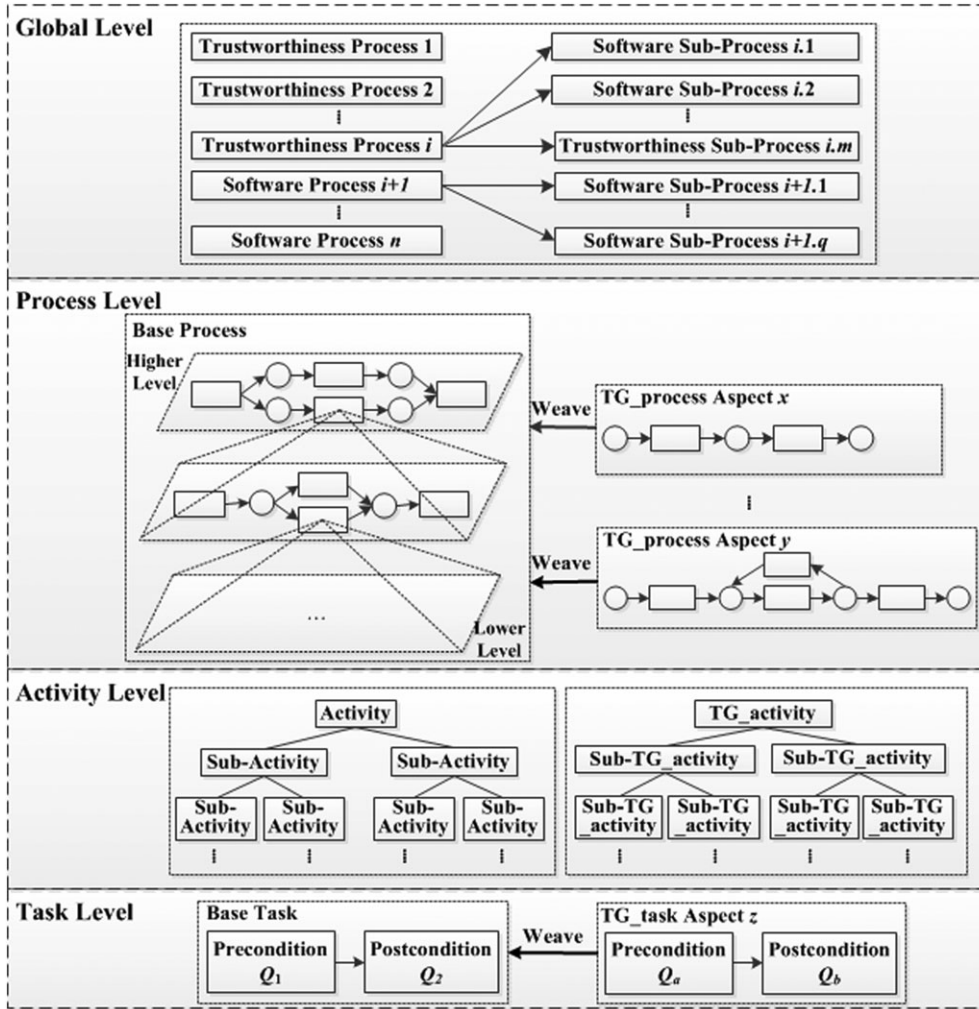 Global Level
Trustworthiness Process 1
Software Sub-Process i.1
Trustworthiness Process 2
Software Sub-Process i.2
Trustworthiness Process i
Trustworthiness Sub-Process i.m
Software Process i+1
Software Sub-Process i+1.1
Software Process n
Software Sub-Process i+1.q
Process Level
Base Process
Higher
Level
Weave
TG_process Aspect x
Weave
TG_process Aspect y
...
Lower
Level
Activity Level
Activity
Sub-Activity
Sub-Activity
Sub-
Activity
Sub-
Activity
Sub-
Activity
Sub-
Activity
TG_activity
Sub-TG_activity
Sub-TG_activity
Sub-TG
_activity
Sub-TG
_activity
Sub-TG
_activity
Sub-TG
_activity
Task Level
Base Task
Precondition
Q1
Postcondition
Q2
Weave
TG_task Aspect z
Precondition
Qa
Postcondition
Qb